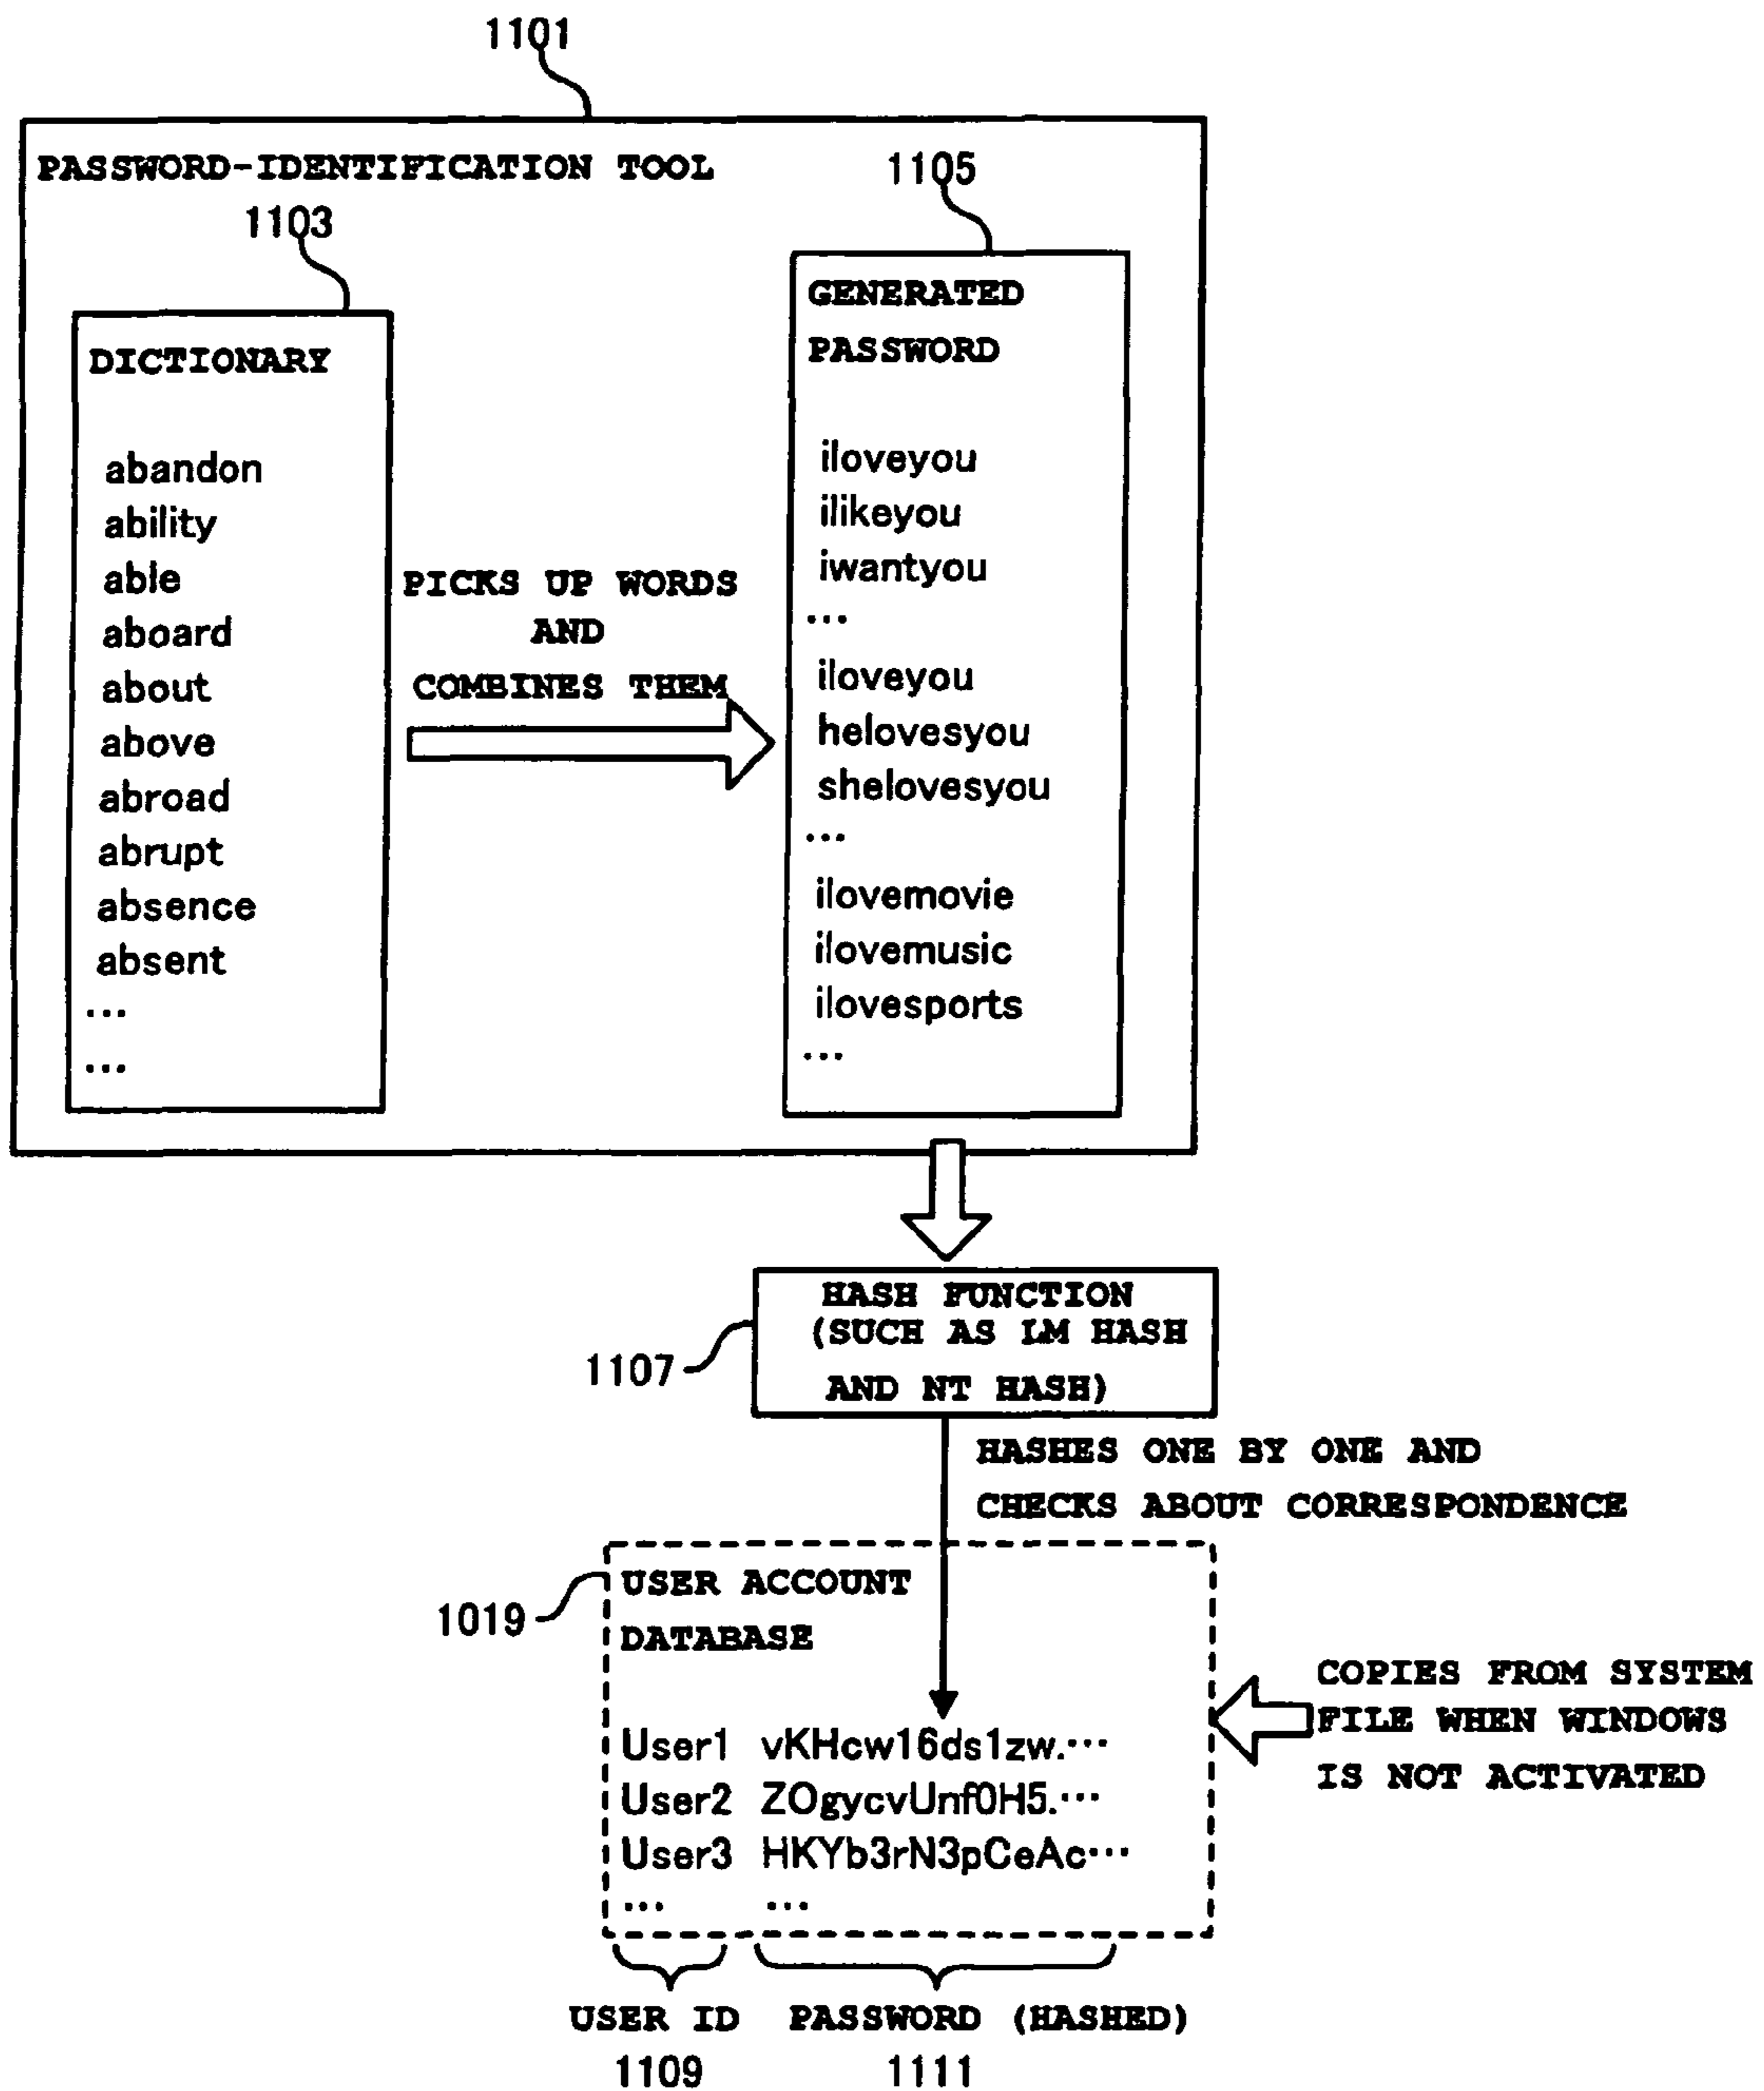 1101
PASSWORD-IDENTIFICATION TOOL
1103
DICTIONARY
abandon
ability
able
aboard
about
above
abroad
abrupt
absence
absent
...
...
PICKS UP WORDS
AND
COMBINES THEM
1105
GENERATED
PASSWORD
iloveyou
ilikeyou
iwantyou
...
iloveyou
helovesyou
shelovesyou
...
ilovemovie
ilovemusic
ilovesports
...
HASH FUNCTION
(SUCH AS LM HASH
AND NT HASH)
1107
HASHES ONE BY ONE AND
CHECKS ABOUT CORRESPONDENCE
1019
USER ACCOUNT
DATABASE
User1 vKHcw16ds1zw.…
User2 ZOgycvUnf0H5.…
User3 HKYb3rN3pCeAc…
... ...
COPIES FROM SYSTEM
FILE WHEN WINDOWS
IS NOT ACTIVATED
USER ID PASSWORD (HASHED)
1109 1111